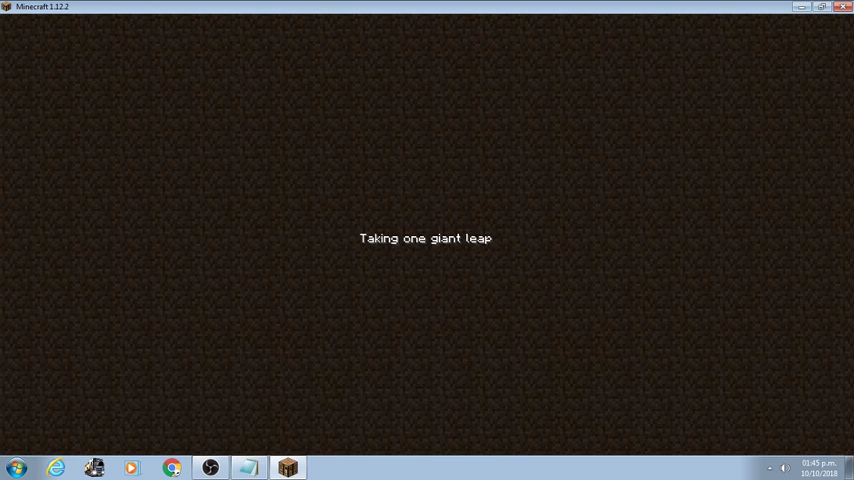 Minecraft 1.12.2
Taking one giant leap
01:45 p.m.
10/10/2018